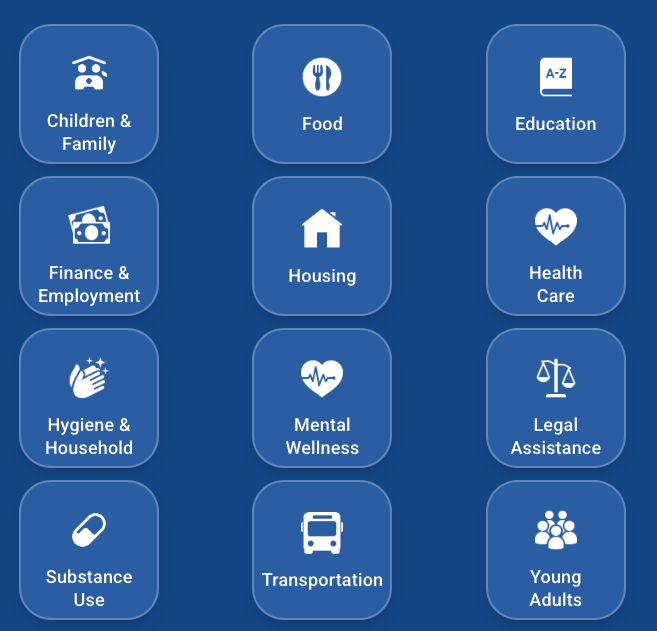 Children &
Family
Food
A-Z
Education
Finance &
Employment
Housing
Health
Care
Hygiene &
Household
Mental
Wellness
Legal
Assistance
Substance
Use
Transportation
Young
Adults